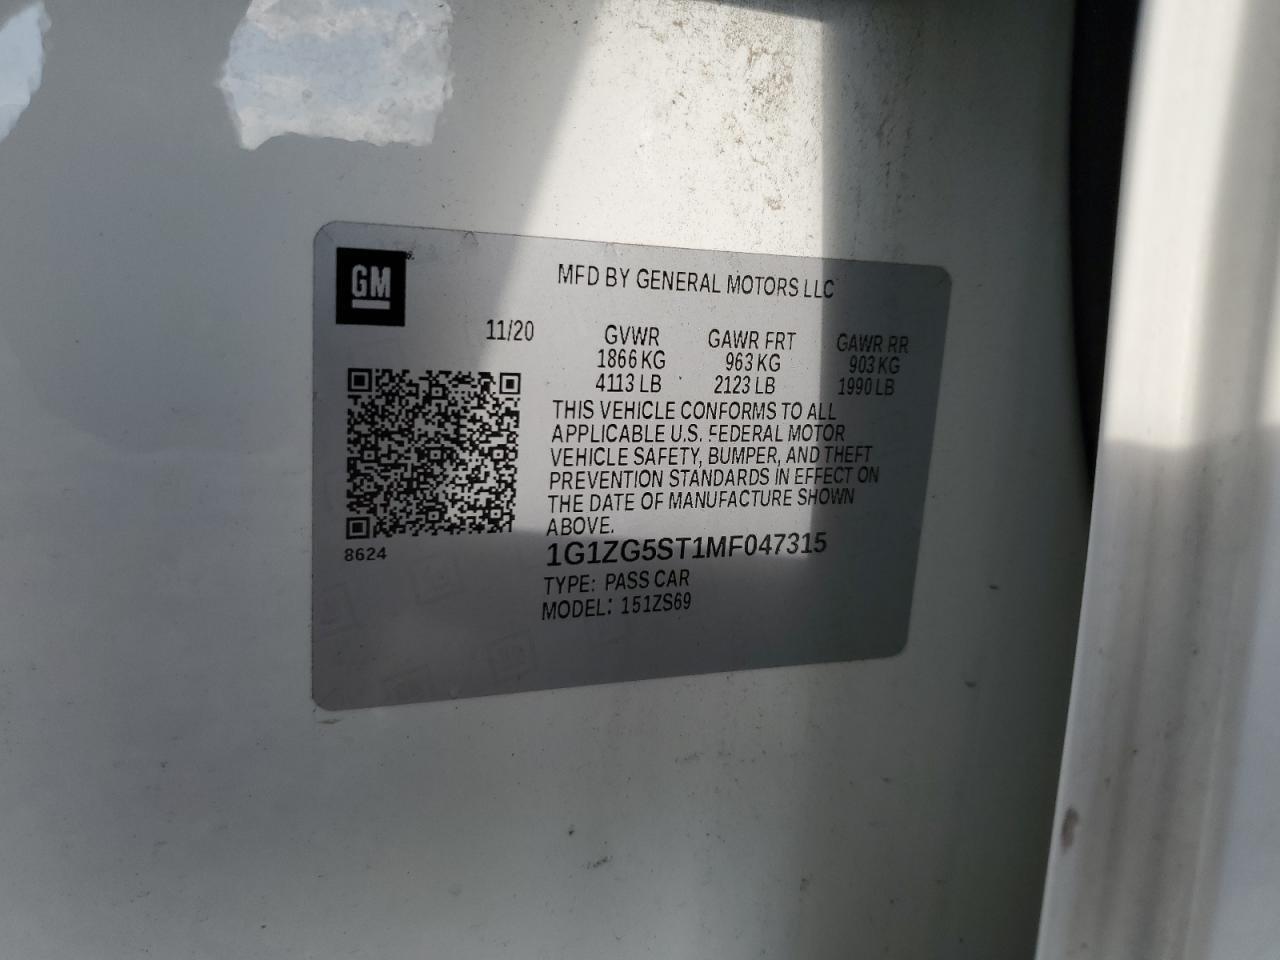 GM
MFD BY GENERAL MOTORS LLC
11/20 GVWR GAWR FRT GAWR RR
1866 KG 963 KG 903 KG
4113 LB 2123 LB 1990 LB
THIS VEHICLE CONFORMS TO ALL
APPLICABLE U.S. FEDERAL MOTOR
VEHICLE SAFETY, BUMPER, AND THEFT
PREVENTION STANDARDS IN EFFECT ON
THE DATE OF MANUFACTURE SHOWN
ABOVE.
8624
1G1ZG5ST1MF047315
TYPE: PASS CAR
MODEL: 151ZS69